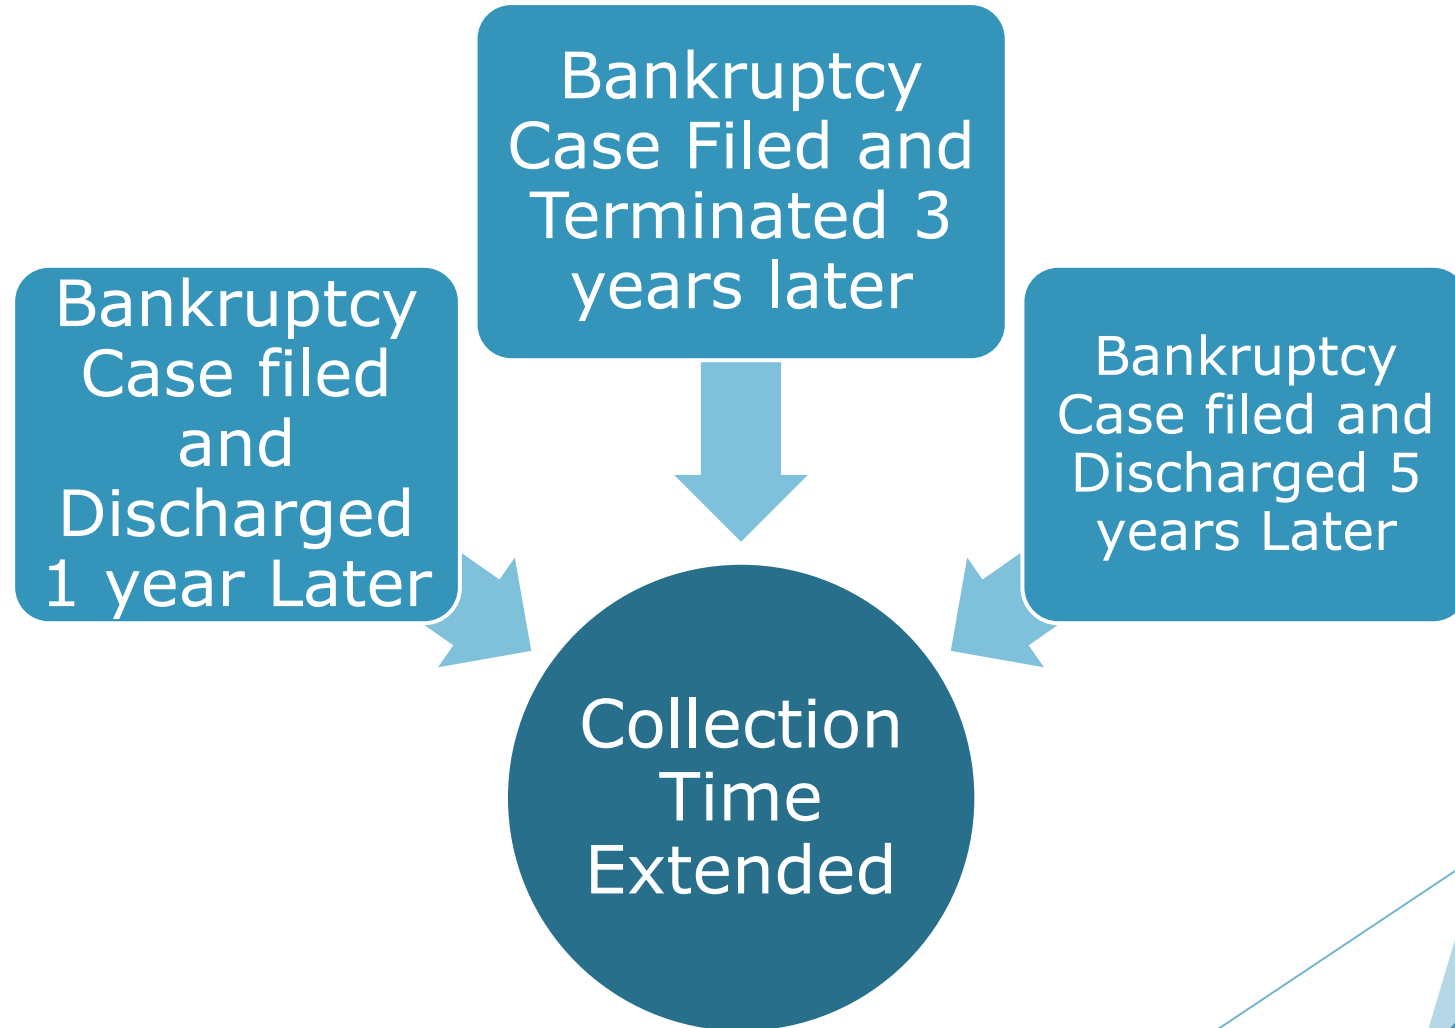 Bankruptcy
Case filed
and
Discharged
1 year Later
Bankruptcy
Case Filed and
Terminated 3
years later
Bankruptcy
Case filed and
Discharged 5
years Later
Collection
Time
Extended